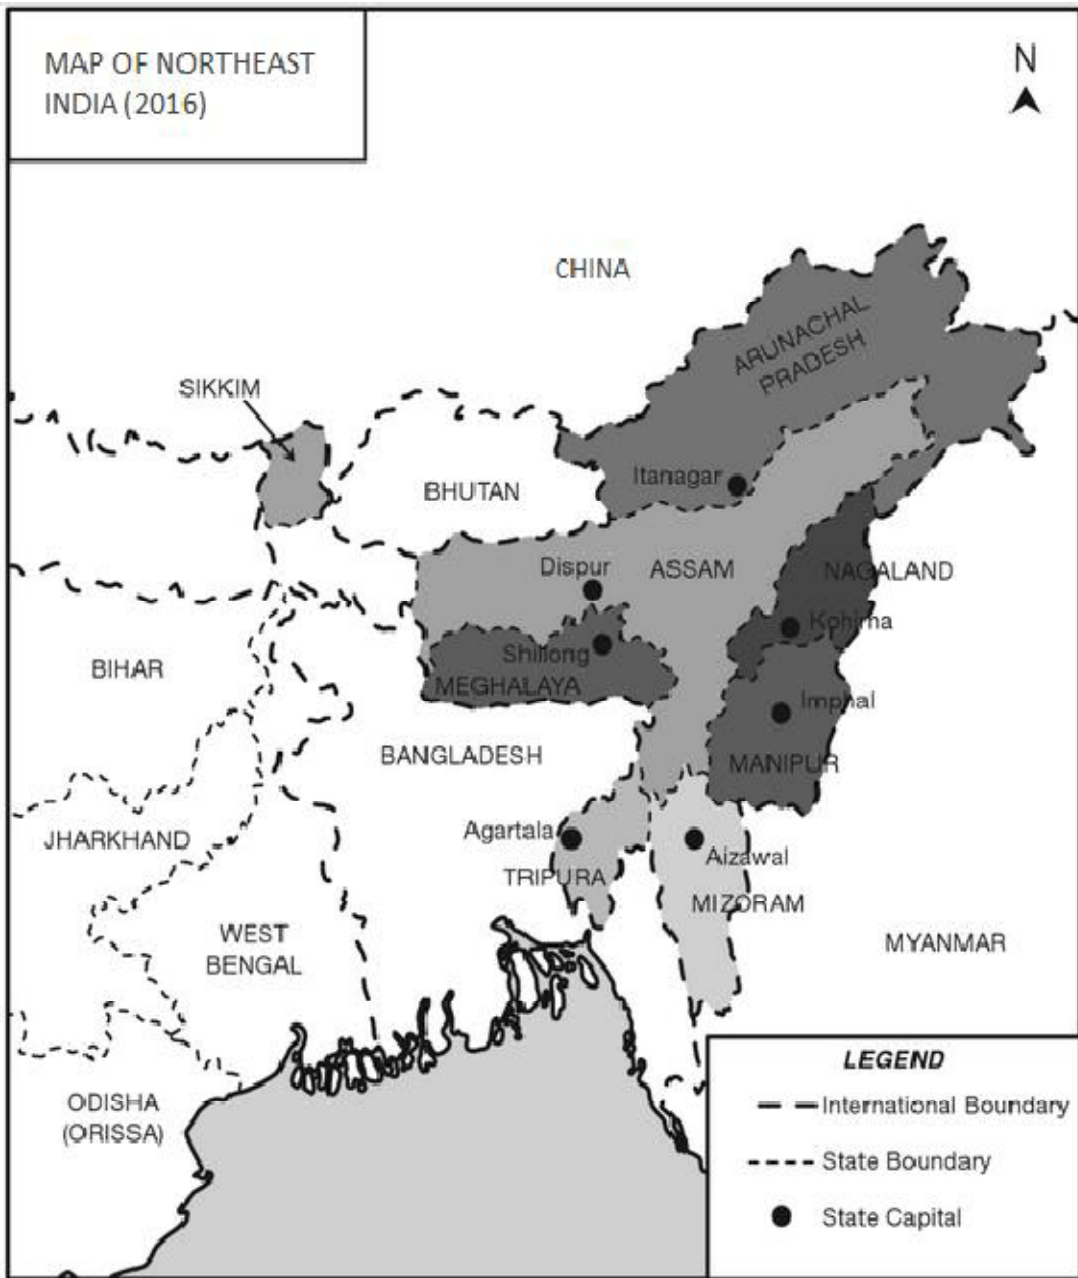 MAP OF NORTHEAST
INDIA (2016)
N
CHINA
ARUNACHAL
PRADESH
SIKKIM
BHUTAN
Itanagar
Dispur
ASSAM
NAGALAND
Kohima
Shillong
MEGHALAYA
BIHAR
Imphal
BANGLADESH
MANIPUR
JHARKHAND
Agartala
Aizawal
TRIPURA
MIZORAM
WEST
BENGAL
MYANMAR
ODISHA
(ORISSA)
LEGEND
International Boundary
State Boundary
State Capital